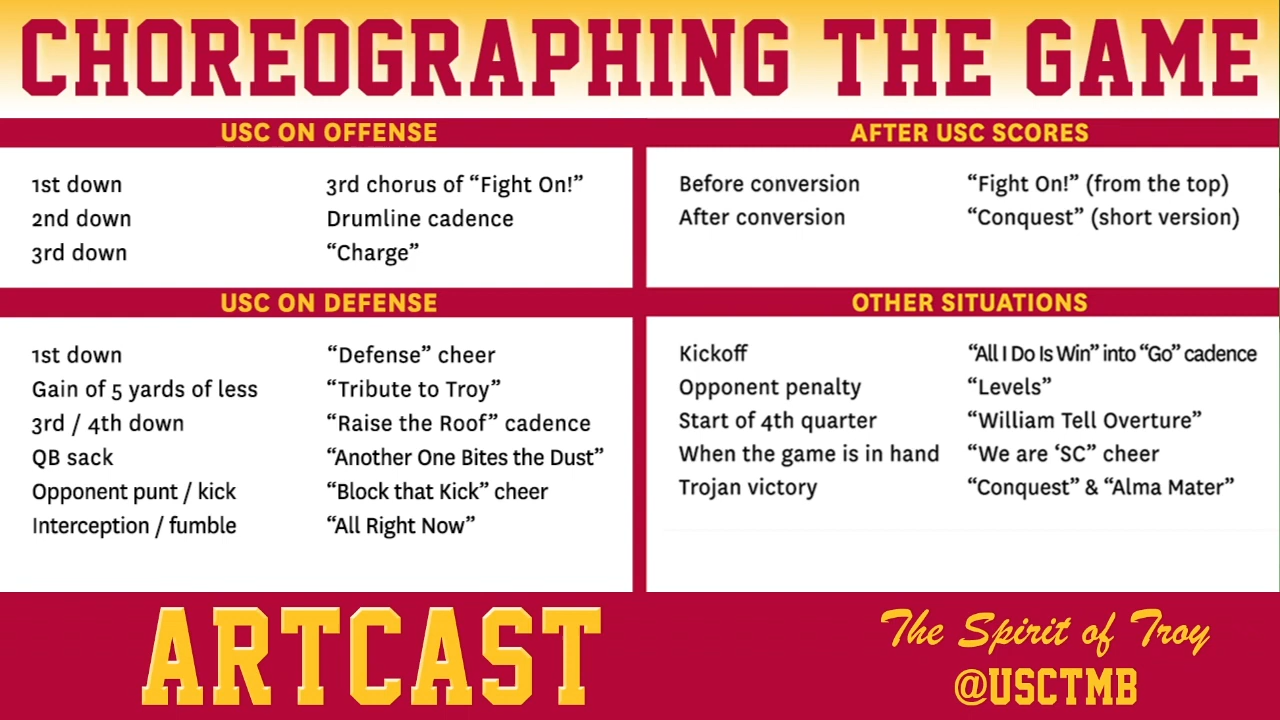 CHOREOGRAPHING THE GAME
USC ON OFFENSE
1st down 3rd chorus of “Fight On!”
2nd down Drumline cadence
3rd down “Charge”
AFTER USC SCORES
Before conversion “Fight On!” (from the top)
After conversion “Conquest” (short version)
USC ON DEFENSE
1st down “Defense” cheer
Gain of 5 yards of less “Tribute to Troy”
3rd / 4th down “Raise the Roof” cadence
QB sack “Another One Bites the Dust”
Opponent punt / kick “Block that Kick” cheer
Interception / fumble “All Right Now”
OTHER SITUATIONS
Kickoff “All I Do Is Win” into “Go” cadence
Opponent penalty “Levels”
Start of 4th quarter “William Tell Overture”
When the game is in hand “We are ‘SC” cheer
Trojan victory “Conquest” & “Alma Mater”
ARTCAST
The Spirit of Troy
@USCTMB